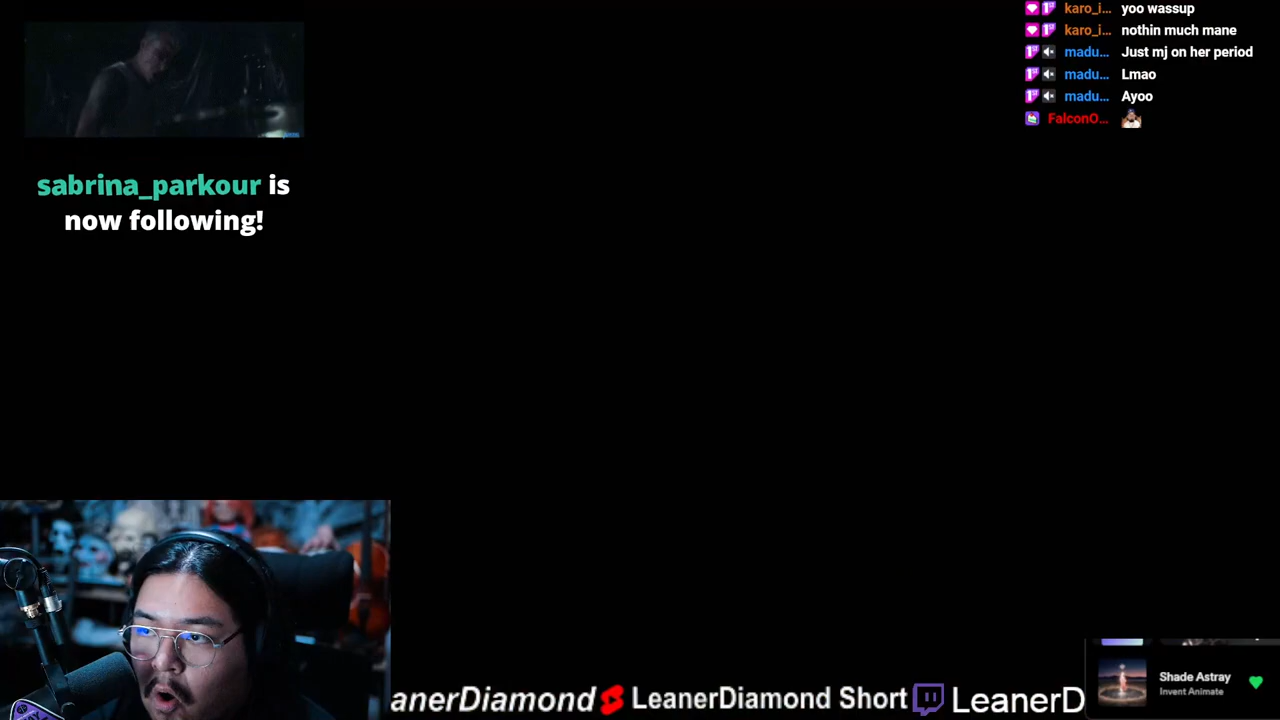 karo_i... yoo wassup
karo_i... nothin much mane
madu... Just mj on her period
madu... Lmao
madu... Ayoo
FalconO...
sabrina_parkour is
now following!
anerDiamond LeanerDiamond Short LeanerD
Shade Astray
Invent Animate